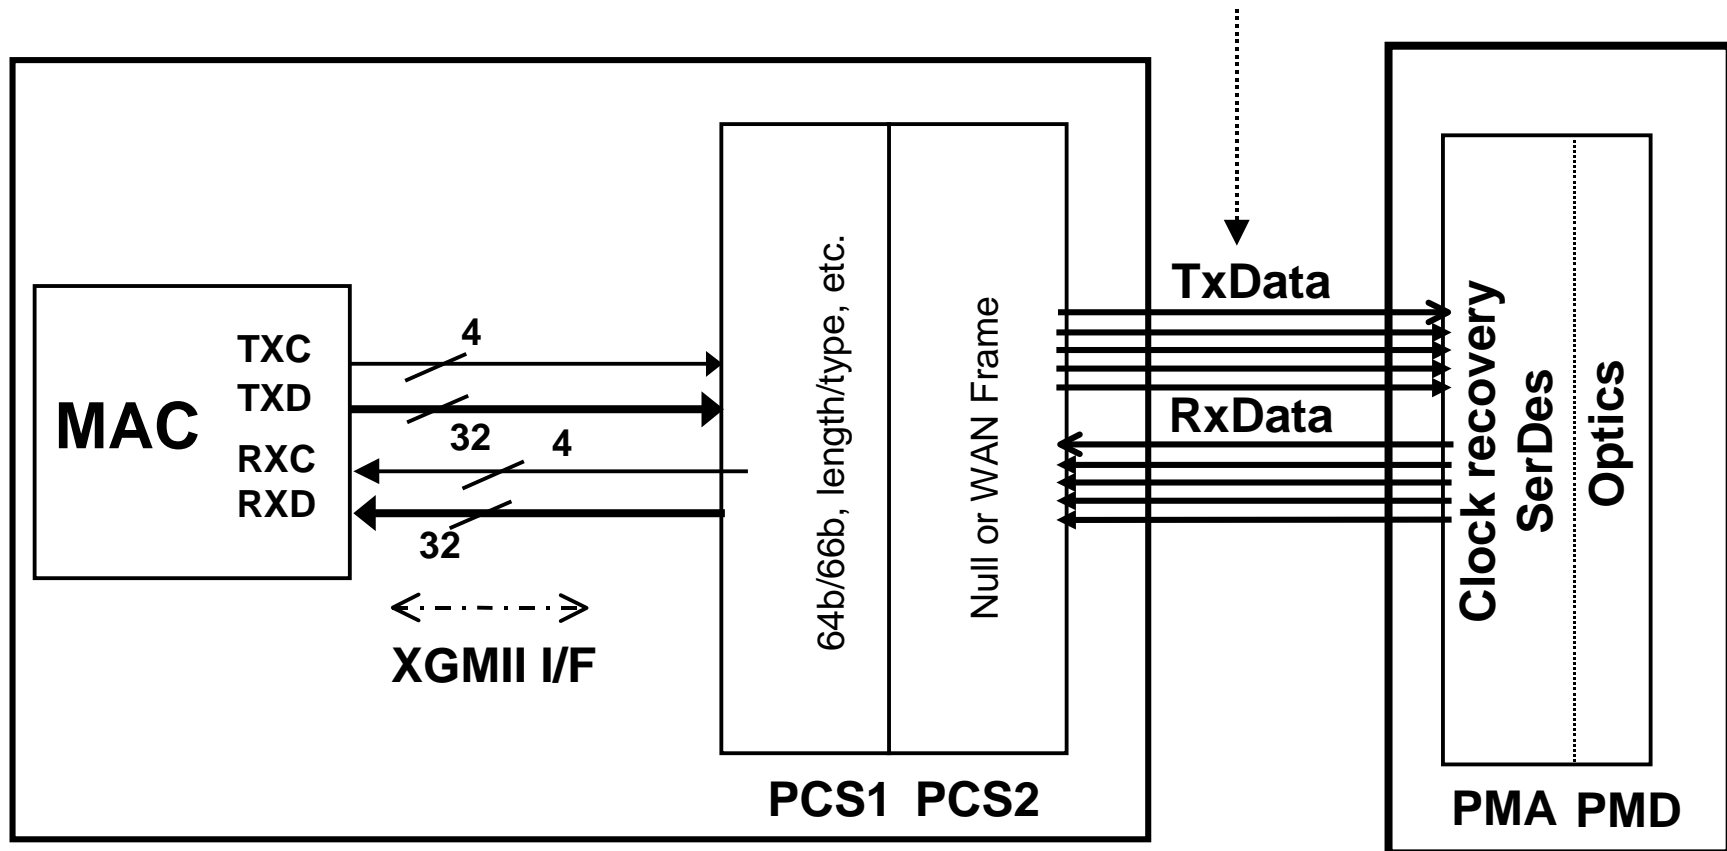 MAC
TXC
TXD
RXC
RXD
4
32
4
32
XGMII I/F
64b/66b, length/type, etc.
Null or WAN Frame
PCS1 PCS2
TxData
RxData
Clock recovery
SerDes
Optics
PMA PMD